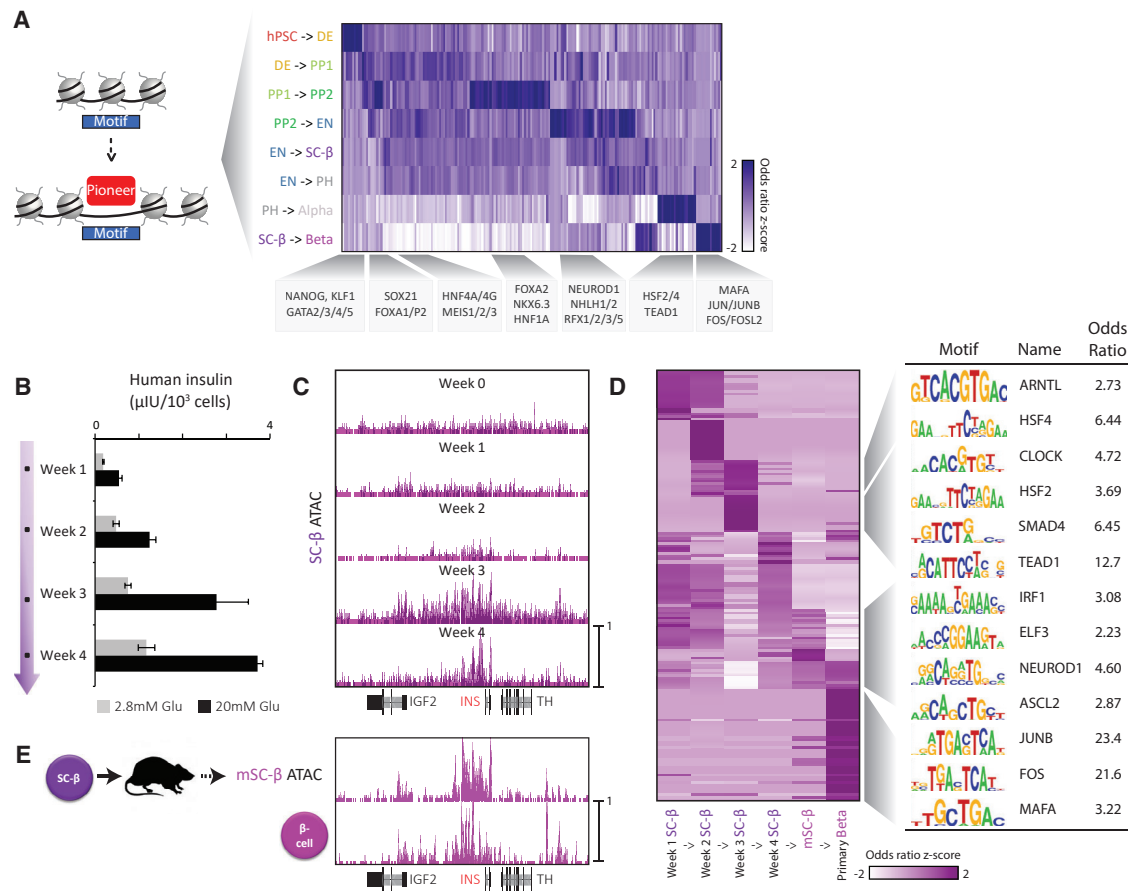 A
Motif
Pioneer
Motif
hPSC -> DE
DE -> PP1
PP1 -> PP2
PP2 -> EN
EN -> SC-β
EN -> PH
PH -> Alpha
SC-β -> Beta
2
-2
Odds ratio z-score
NANOG, KLF1
GATA2/3/4/5
SOX21
FOXA1/P2
HNF4A/4G
MEIS1/2/3
FOXA2
NKX6.3
HNF1A
NEUROD1
NHLH1/2
RFX1/2/3/5
HSF2/4
TEAD1
MAFA
JUN/JUNB
FOS/FOSL2
B
Human insulin
(μIU/10³ cells)
0 4
Week 1
Week 2
Week 3
Week 4
2.8mM Glu 20mM Glu
C
SC-β ATAC
Week 0
Week 1
Week 2
Week 3
Week 4
1
IGF2 INS TH
D
Week 1 SC-β
->
Week 2 SC-β
->
Week 3 SC-β
->
Week 4 SC-β
->
mSC-β
->
Primary Beta
Odds ratio z-score
-2 2
Motif Name Odds Ratio
ARNTL 2.73
HSF4 6.44
CLOCK 4.72
HSF2 3.69
SMAD4 6.45
TEAD1 12.7
IRF1 3.08
ELF3 2.23
NEUROD1 4.60
ASCL2 2.87
JUNB 23.4
FOS 21.6
MAFA 3.22
E
SC-β
mSC-β ATAC
β-cell
1
IGF2 INS TH